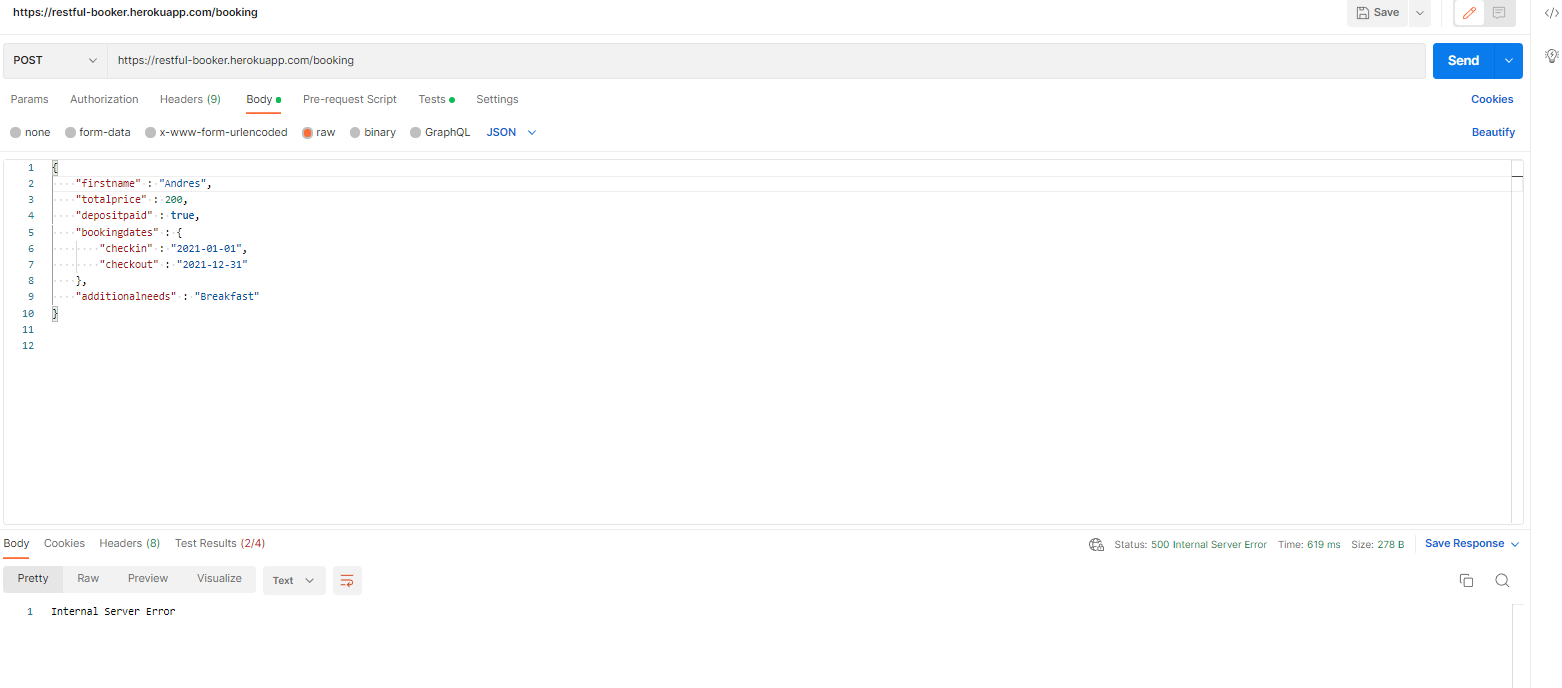 https://restful-booker.herokuapp.com/booking
Save
POST
https://restful-booker.herokuapp.com/booking
Send
Params Authorization Headers (9) Body Pre-request Script Tests Settings Cookies
none form-data x-www-form-urlencoded raw binary GraphQL JSON Beautify
1 {
2 "firstname" : "Andres",
3 "totalprice" : 200,
4 "depositpaid" : true,
5 "bookingdates" : {
6 "checkin" : "2021-01-01",
7 "checkout" : "2021-12-31"
8 },
9 "additionalneeds" : "Breakfast"
10 }
11
12
Body Cookies Headers (8) Test Results (2/4) Status: 500 Internal Server Error Time: 619 ms Size: 278 B Save Response
Pretty Raw Preview Visualize Text
1 Internal Server Error